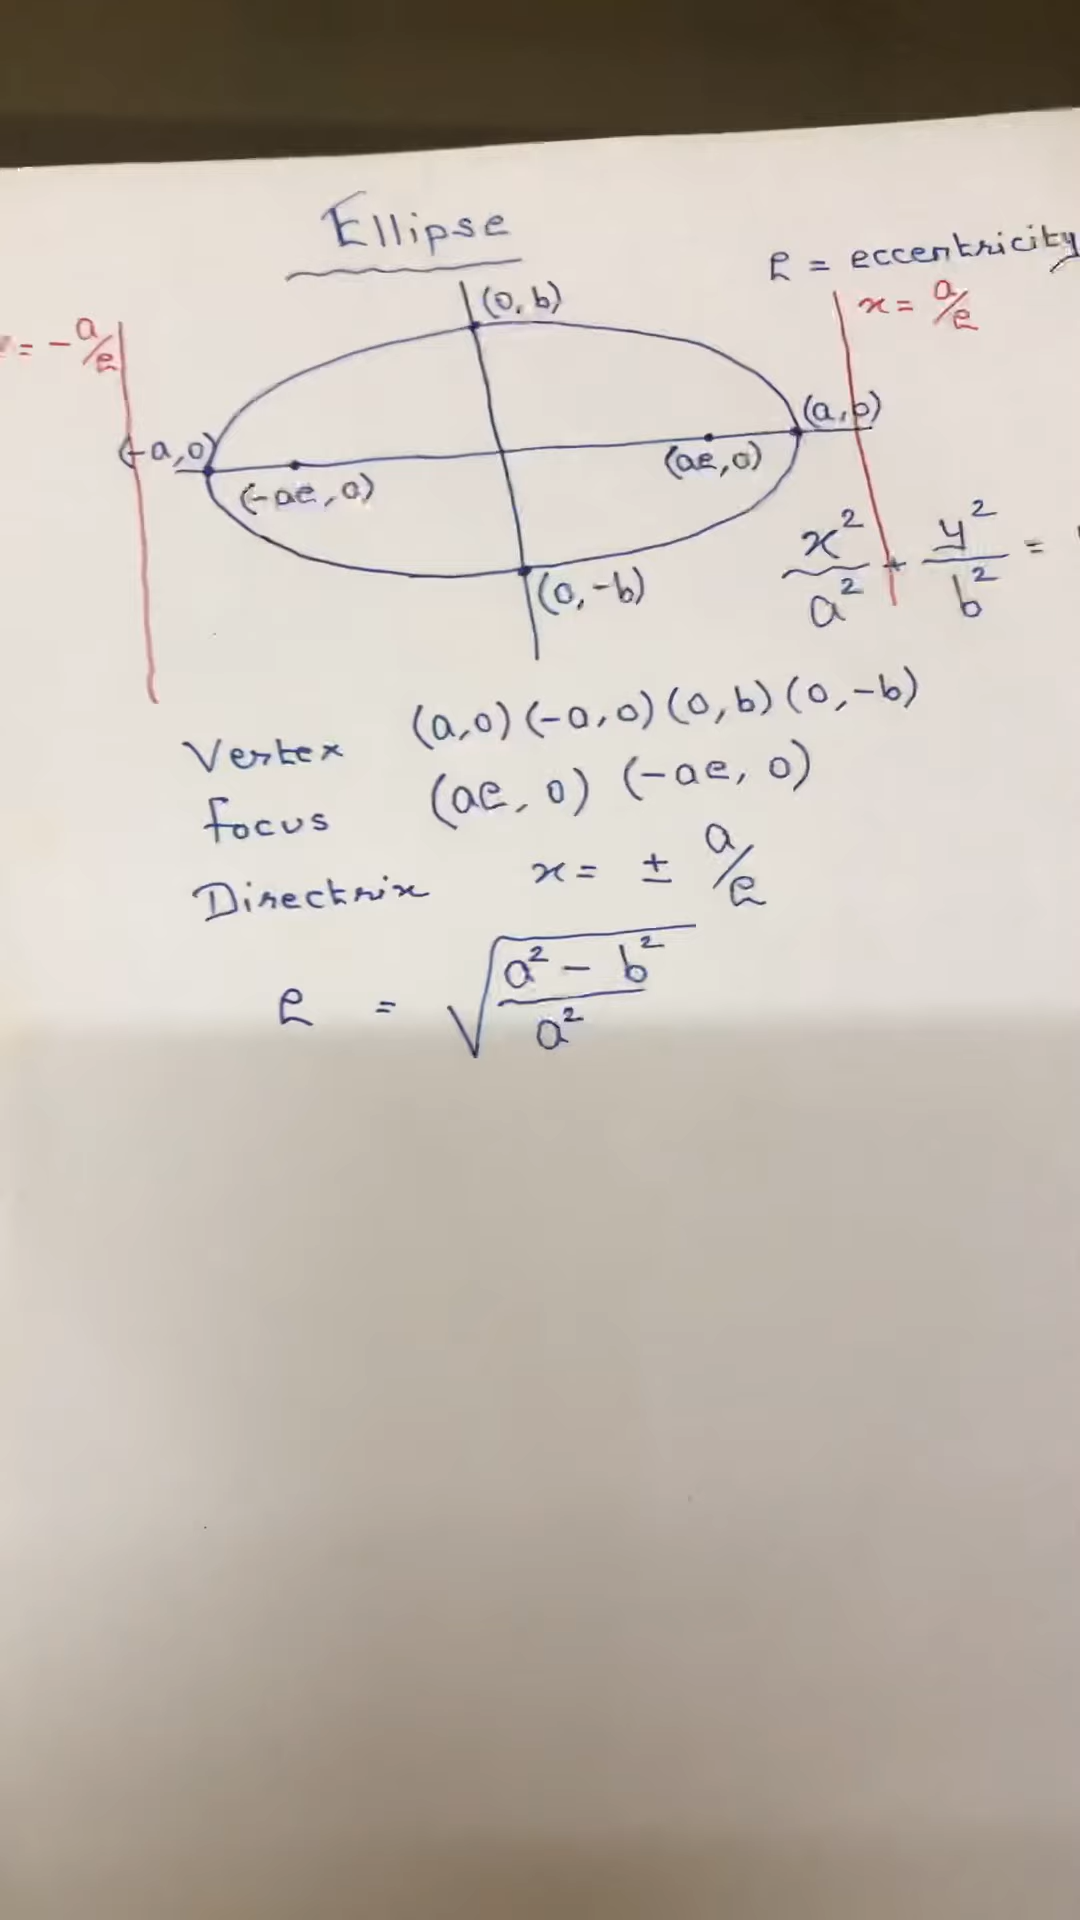 Ellipse
e = eccentricity
(0, b)
x = a/e
= -a/e
(a, 0)
(-a, 0)
(ae, 0)
(-ae, 0)
(0, -b)
x²/a² + y²/b² =
Vertex (a, 0) (-a, 0) (0, b) (0, -b)
focus (ae, 0) (-ae, 0)
Directrix x = ± a/e
e = √((a² - b²)/a²)